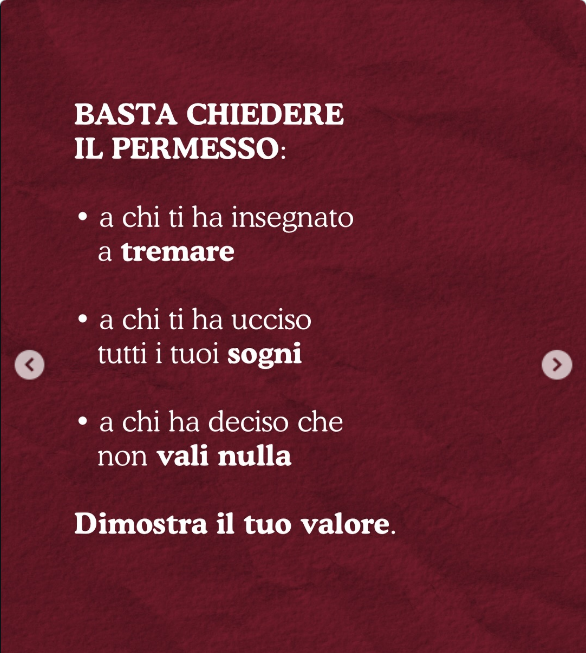 BASTA CHIEDERE
IL PERMESSO:
• a chi ti ha insegnato
a tremare
• a chi ti ha ucciso
tutti i tuoi sogni
• a chi ha deciso che
non vali nulla
Dimostra il tuo valore.